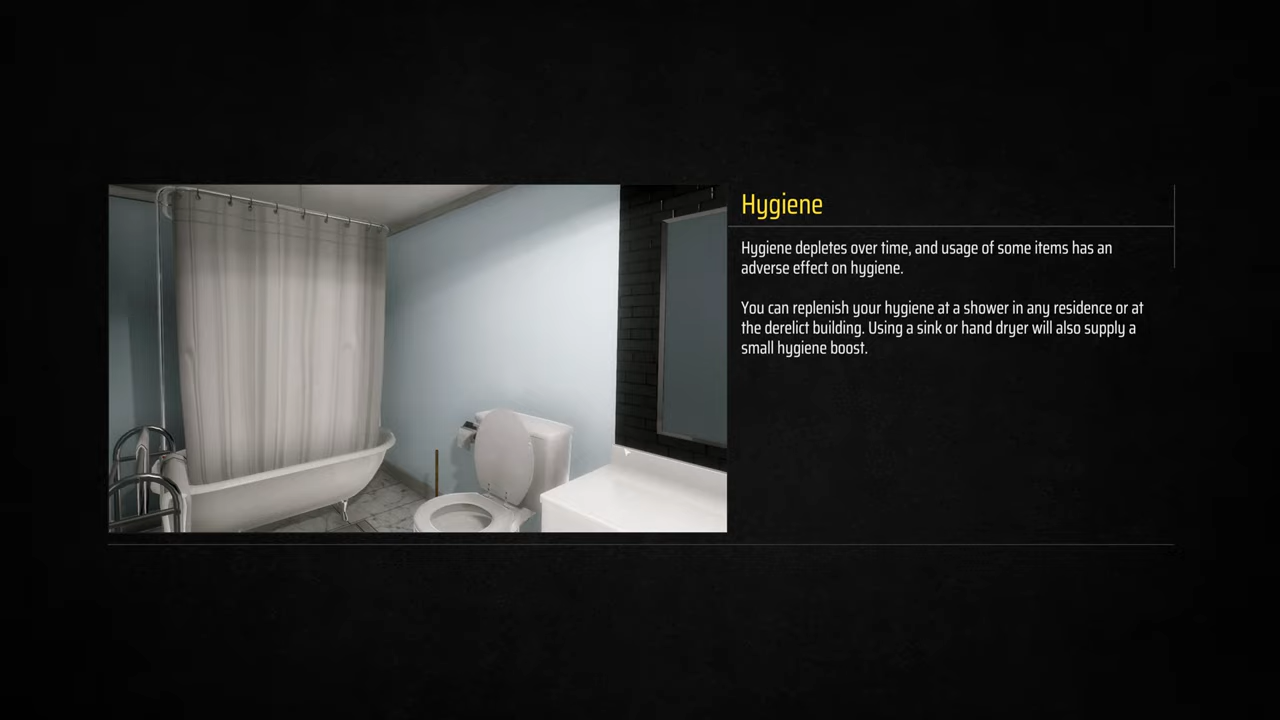 Hygiene
Hygiene depletes over time, and usage of some items has an
adverse effect on hygiene.
You can replenish your hygiene at a shower in any residence or at
the derelict building. Using a sink or hand dryer will also supply a
small hygiene boost.